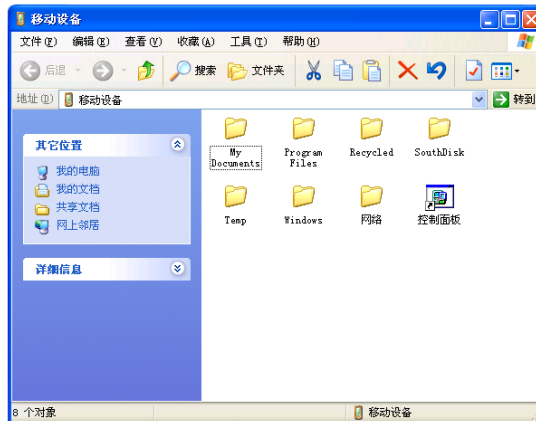 移动设备
文件(F) 编辑(E) 查看(V) 收藏(A) 工具(T) 帮助(H)
后退 搜索 文件夹
地址(D) 移动设备 转到
其它位置
我的电脑
我的文档
共享文档
网上邻居
详细信息
My Documents
Program Files
Recycled
SouthDisk
Temp
Windows
网络
控制面板
8 个对象 移动设备